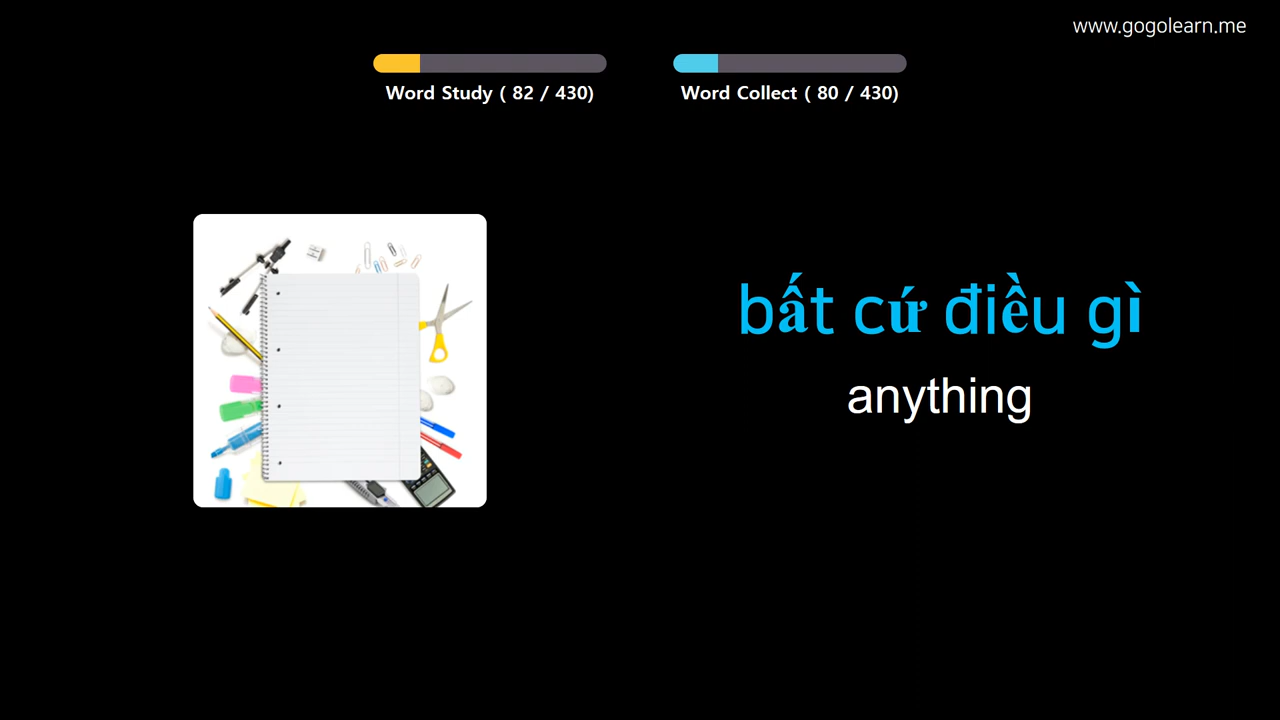 www.gogolearn.me
Word Study ( 82 / 430)
Word Collect ( 80 / 430)
bất cứ điều gì
anything